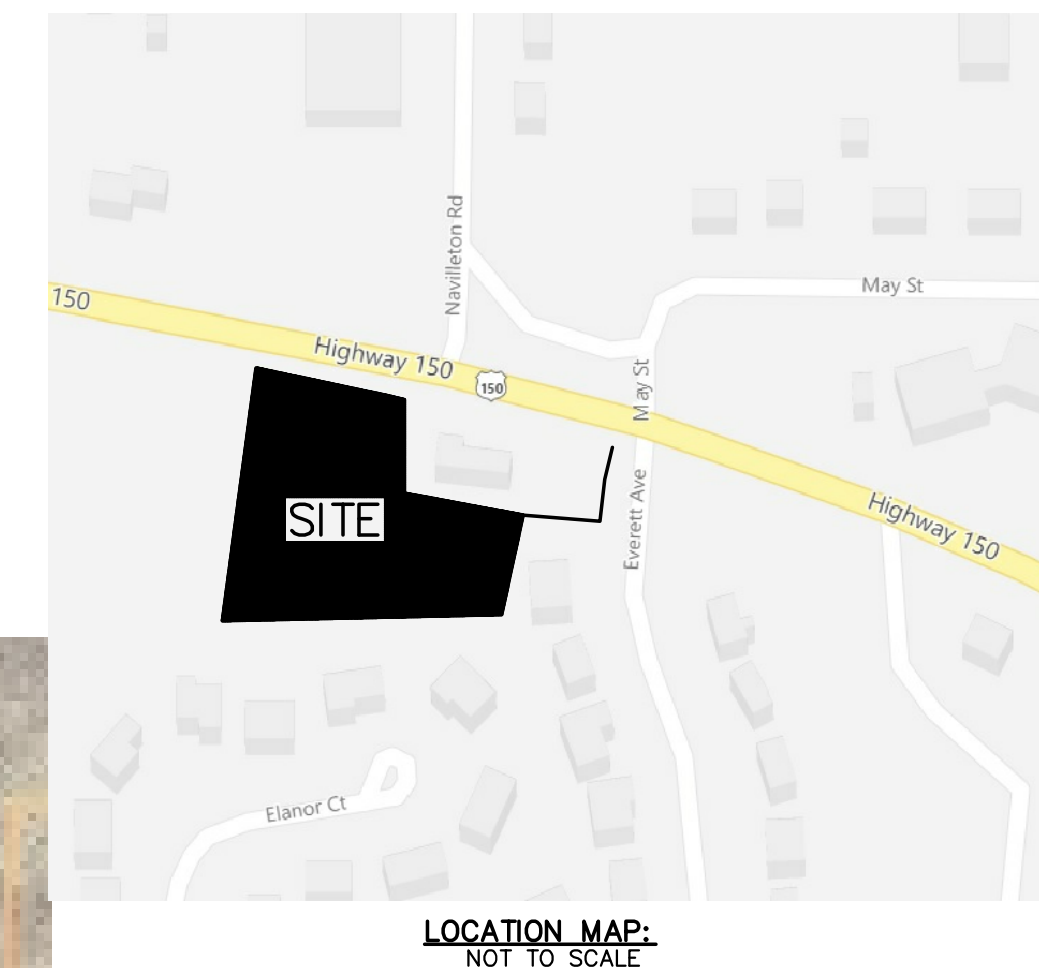 Navilleton Rd
May St
150
Highway 150
150
May St
Highway 150
SITE
Everett Ave
Elanor Ct
LOCATION MAP:
NOT TO SCALE